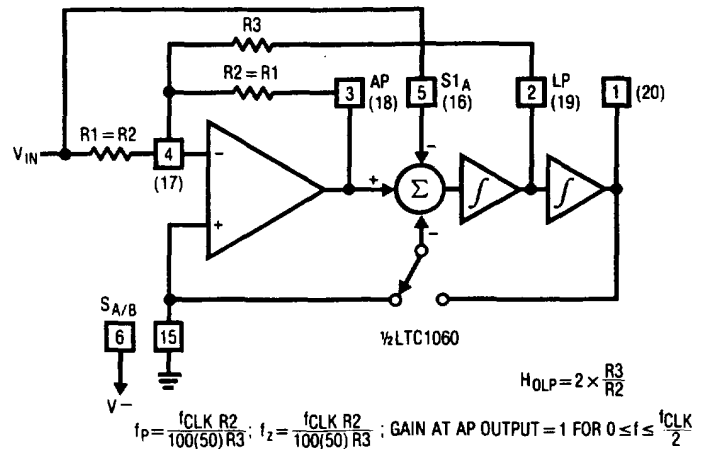 R3
R2 = R1
3
AP
(18)
5
S1A
(16)
2
LP
(19)
1
(20)
VIN
R1 = R2
4
(17)
−
+
+
−
Σ
−
∫
∫
SA/B
6
15
V−
½LTC1060
HOLP = 2 × R3/R2
fP = fCLK R2/100(50) R3 ; fz = fCLK R2/100(50) R3 ; GAIN AT AP OUTPUT = 1 FOR 0 ≤ f ≤ fCLK/2